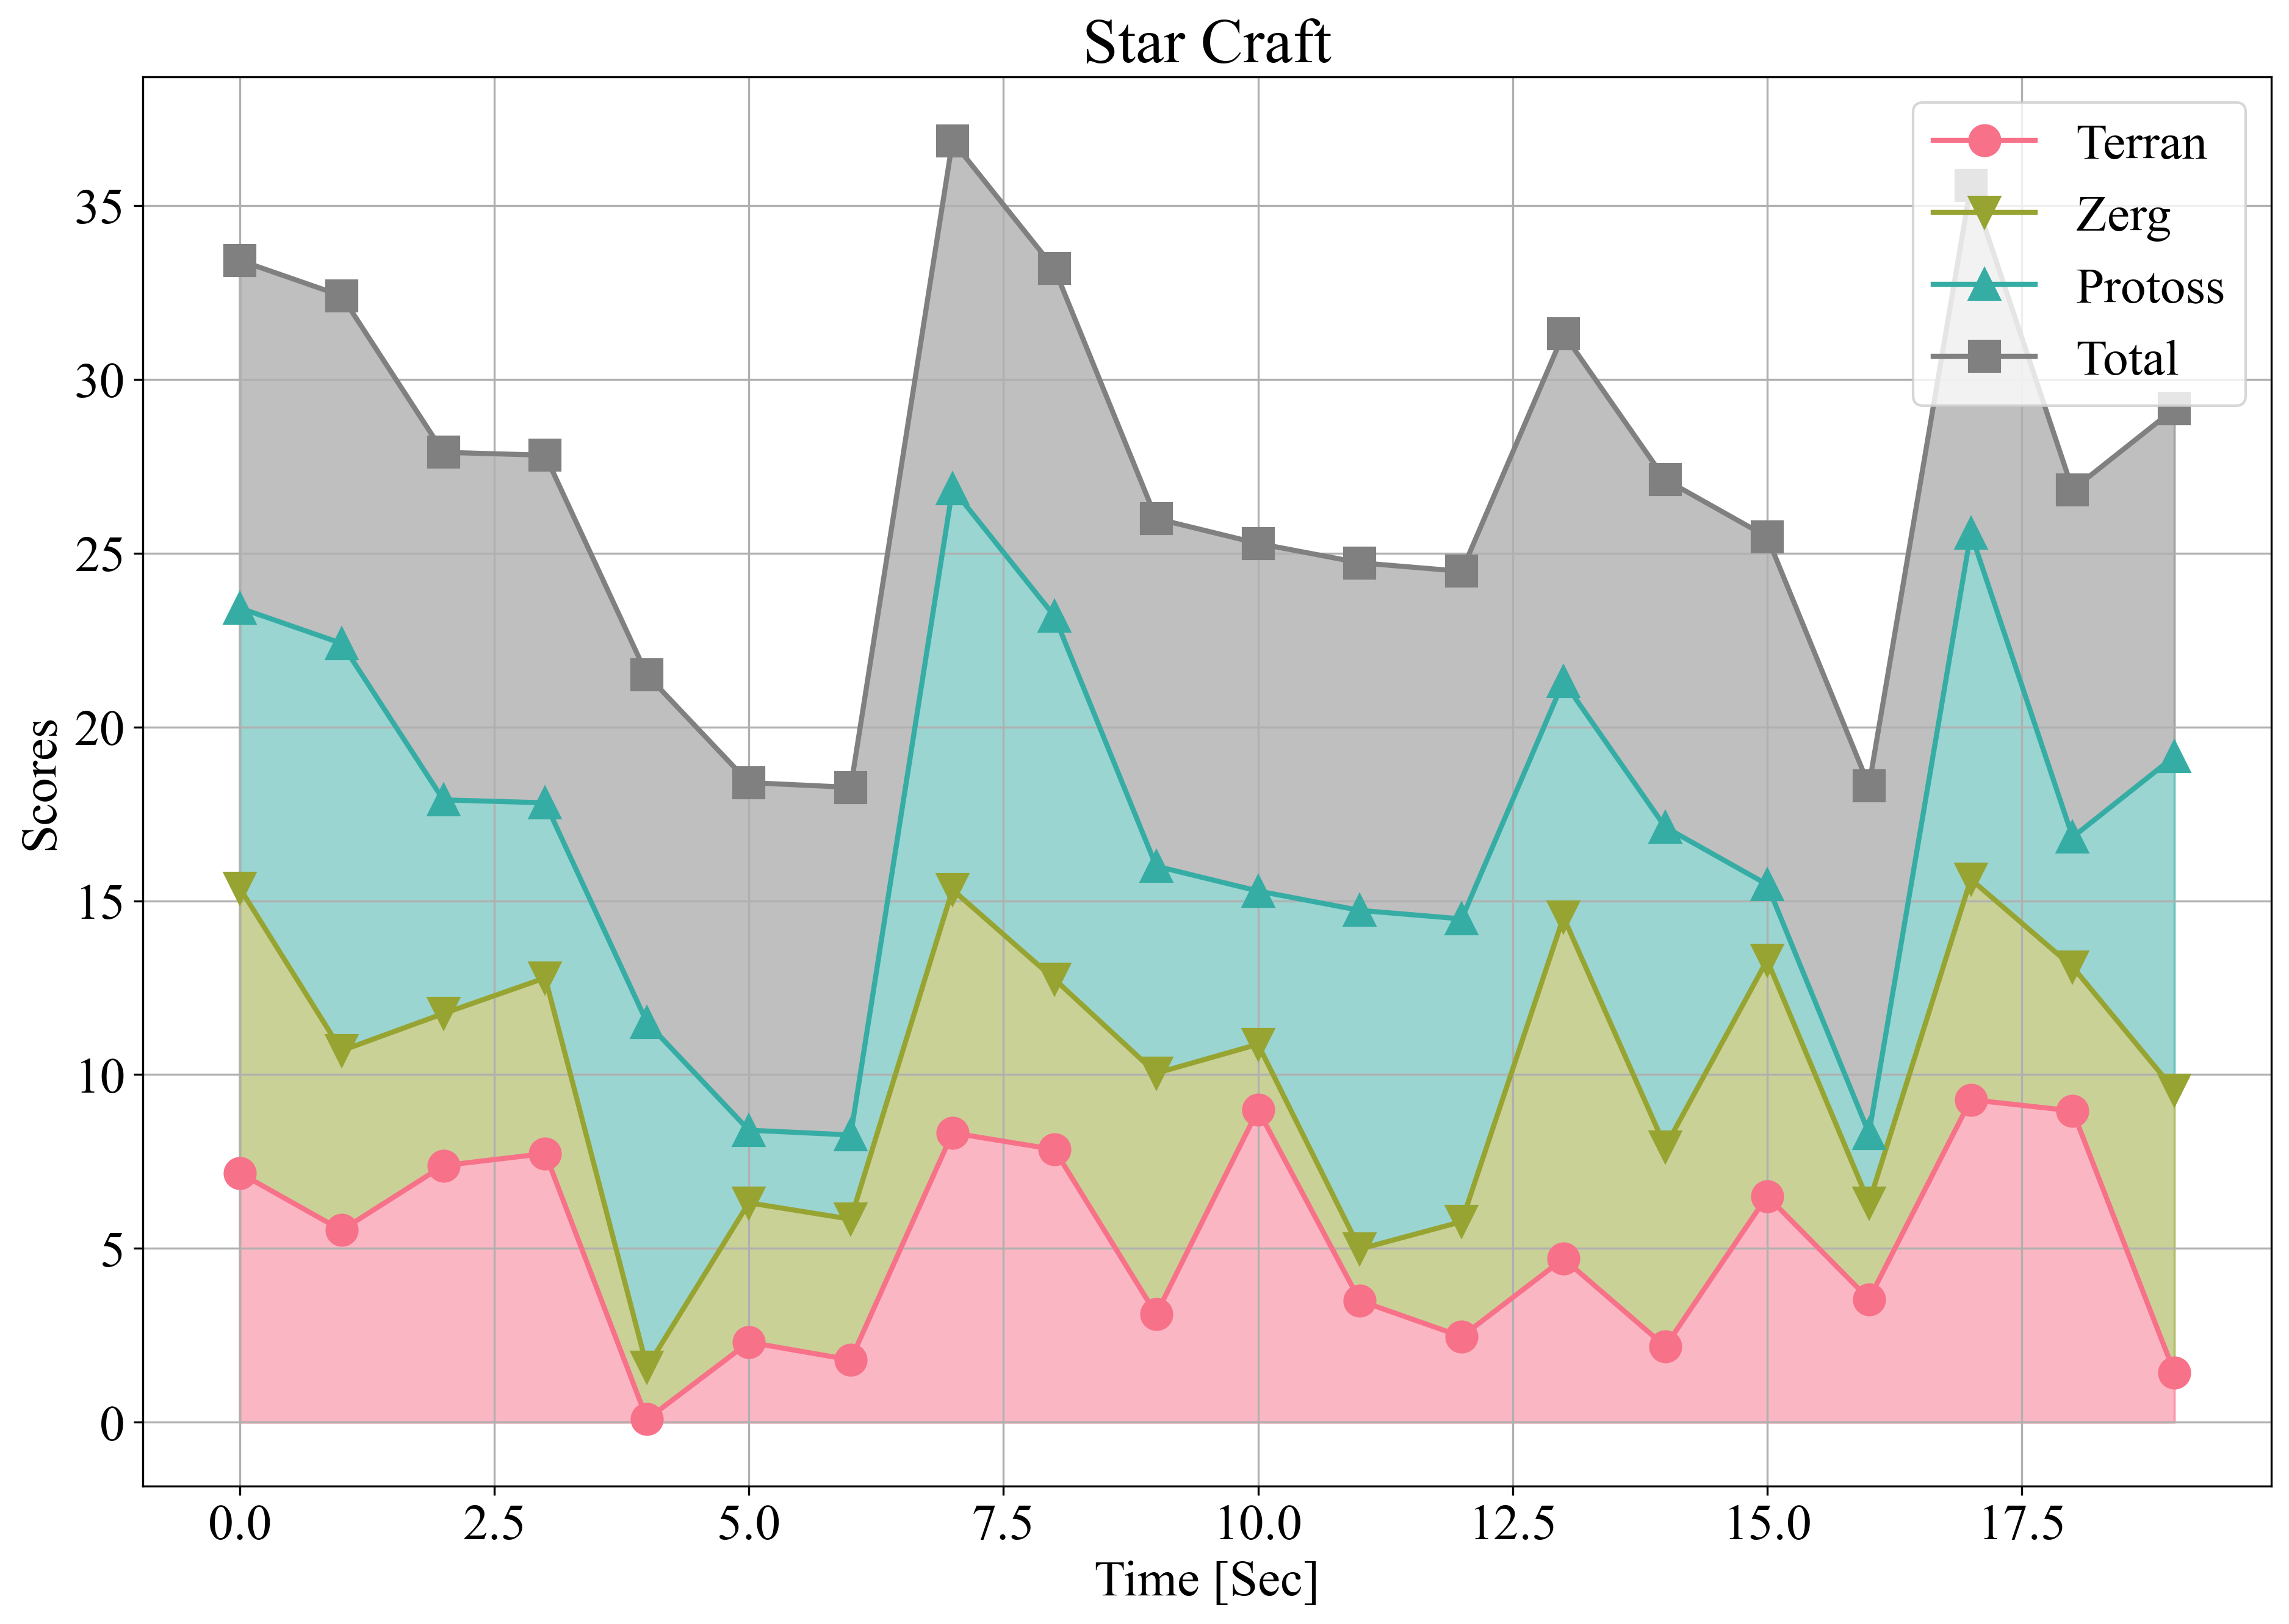 Star Craft
Terran
Zerg
Protoss
Total
Scores
35
30
25
20
15
10
5
0
0.0 2.5 5.0 7.5 10.0 12.5 15.0 17.5
Time [Sec]